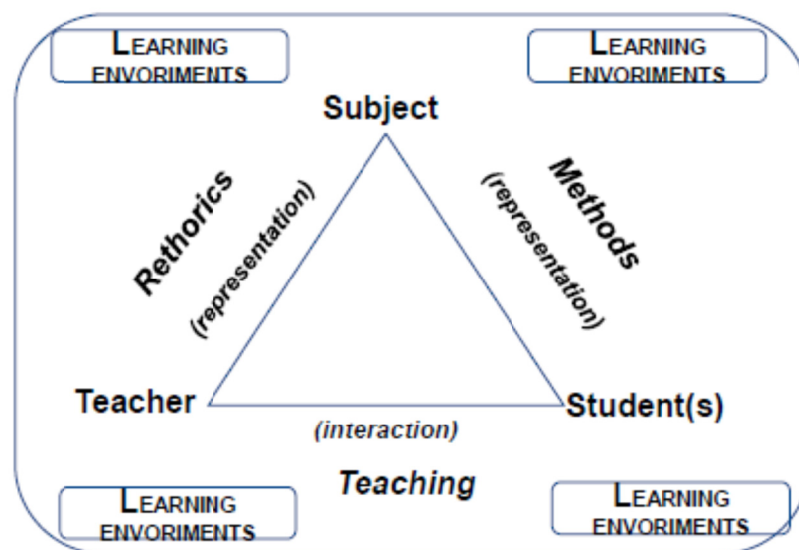 LEARNING
ENVORIMENTS
LEARNING
ENVORIMENTS
Subject
Rethorics
(representation)
Methods
(representation)
Teacher
Student(s)
(interaction)
Teaching
LEARNING
ENVORIMENTS
LEARNING
ENVORIMENTS